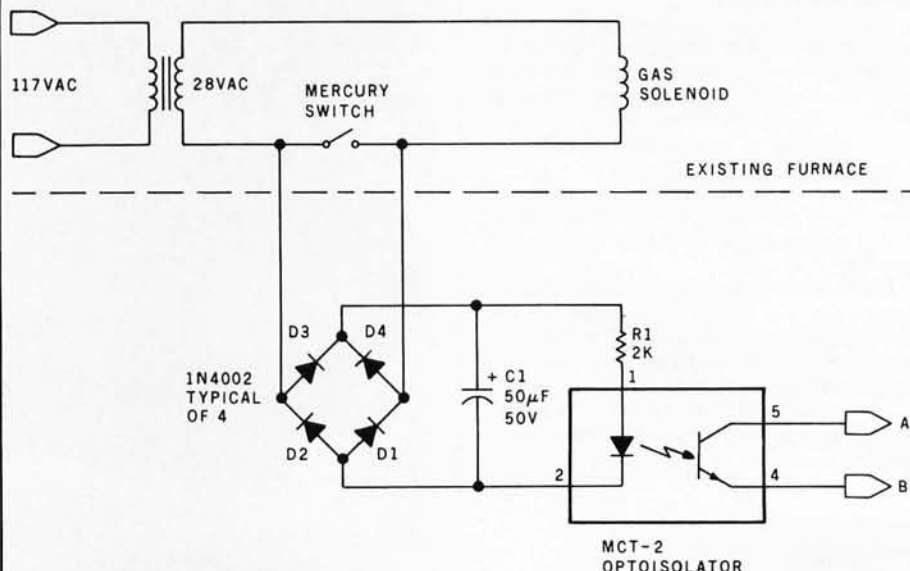 117VAC
28VAC
MERCURY
SWITCH
GAS
SOLENOID
EXISTING FURNACE
D3
D4
1N4002
TYPICAL
OF 4
D2
D1
+ C1
50µF
50V
R1
2K
1
2
5
A
4
B
MCT-2
OPTOISOLATOR